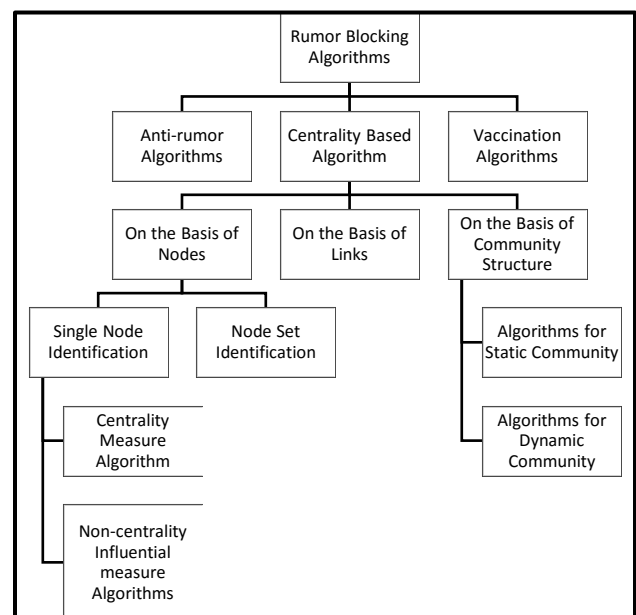 Rumor Blocking
Algorithms
Anti-rumor
Algorithms
Centrality Based
Algorithm
Vaccination
Algorithms
On the Basis of
Nodes
On the Basis of
Links
On the Basis of
Community
Structure
Single Node
Identification
Node Set
Identification
Algorithms for
Static Community
Centrality
Measure
Algorithm
Algorithms for
Dynamic
Community
Non-centrality
Influential
measure
Algorithms